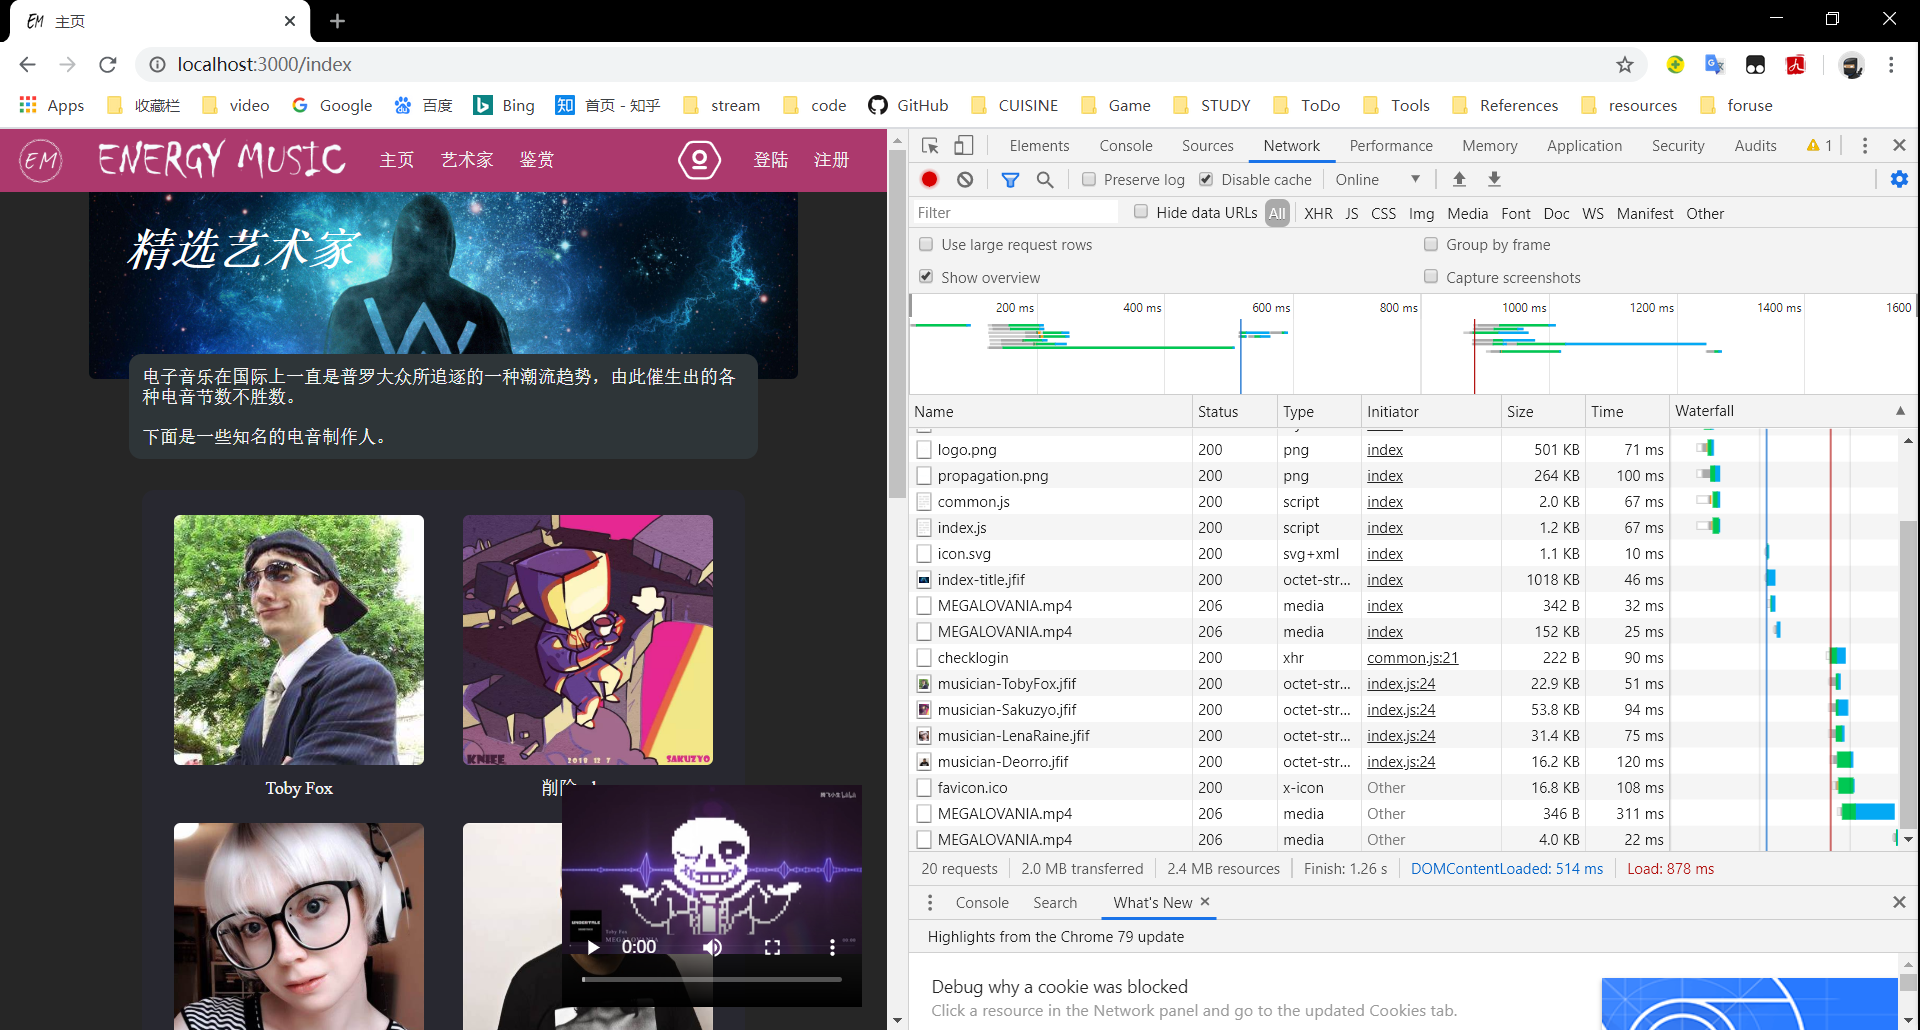 EM 主页
localhost:3000/index
Apps 收藏栏 video Google 百度 Bing 知 首页 - 知乎 stream code GitHub CUISINE Game STUDY ToDo Tools References resources foruse
EM ENERGY MUSIC 主页 艺术家 鉴赏 登陆 注册
精选艺术家
电子音乐在国际上一直是普罗大众所追逐的一种潮流趋势，由此催生出的各
种电音节数不胜数。
下面是一些知名的电音制作人。
KNIFE 2018 12 7 SAKUZYO
Toby Fox
削除
UNDERTALE
Toby Fox
MEGALOVANIA
0:00
Elements Console Sources Network Performance Memory Application Security Audits 1
Preserve log Disable cache Online
Filter Hide data URLs All XHR JS CSS Img Media Font Doc WS Manifest Other
Use large request rows Group by frame
Show overview Capture screenshots
200 ms 400 ms 600 ms 800 ms 1000 ms 1200 ms 1400 ms 1600
Name Status Type Initiator Size Time Waterfall
logo.png 200 png index 501 KB 71 ms
propagation.png 200 png index 264 KB 100 ms
common.js 200 script index 2.0 KB 67 ms
index.js 200 script index 1.2 KB 67 ms
icon.svg 200 svg+xml index 1.1 KB 10 ms
index-title.jfif 200 octet-str... index 1018 KB 46 ms
MEGALOVANIA.mp4 206 media index 342 B 32 ms
MEGALOVANIA.mp4 206 media index 152 KB 25 ms
checklogin 200 xhr common.js:21 222 B 90 ms
musician-TobyFox.jfif 200 octet-str... index.js:24 22.9 KB 51 ms
musician-Sakuzyo.jfif 200 octet-str... index.js:24 53.8 KB 94 ms
musician-LenaRaine.jfif 200 octet-str... index.js:24 31.4 KB 75 ms
musician-Deorro.jfif 200 octet-str... index.js:24 16.2 KB 120 ms
favicon.ico 200 x-icon Other 16.8 KB 108 ms
MEGALOVANIA.mp4 206 media Other 346 B 311 ms
MEGALOVANIA.mp4 206 media Other 4.0 KB 22 ms
20 requests 2.0 MB transferred 2.4 MB resources Finish: 1.26 s DOMContentLoaded: 514 ms Load: 878 ms
Console Search What's New
Highlights from the Chrome 79 update
Debug why a cookie was blocked
Click a resource in the Network panel and go to the updated Cookies tab.